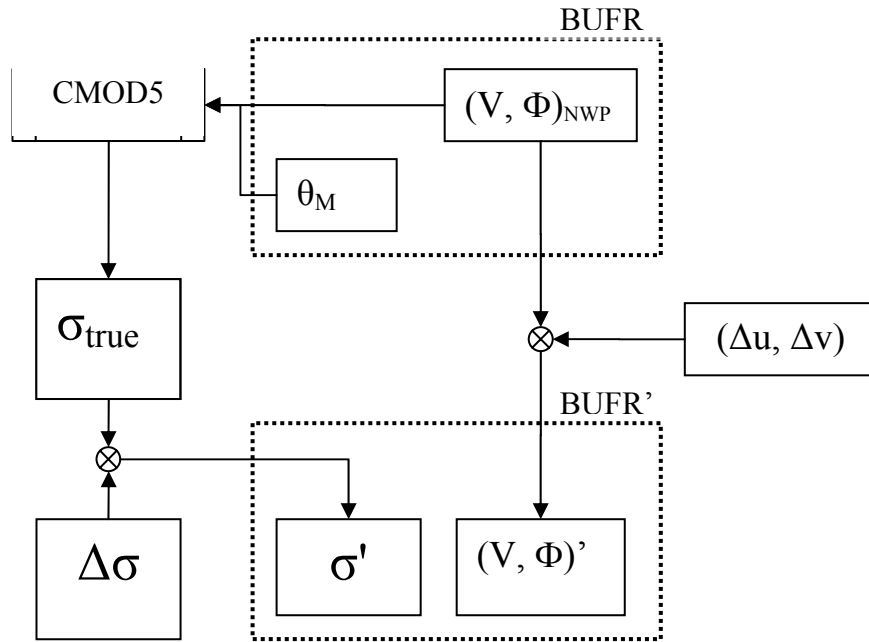 BUFR
CMOD5
(V, Φ)NWP
θM
σtrue
(Δu, Δv)
BUFR’
Δσ
σ'
(V, Φ)’